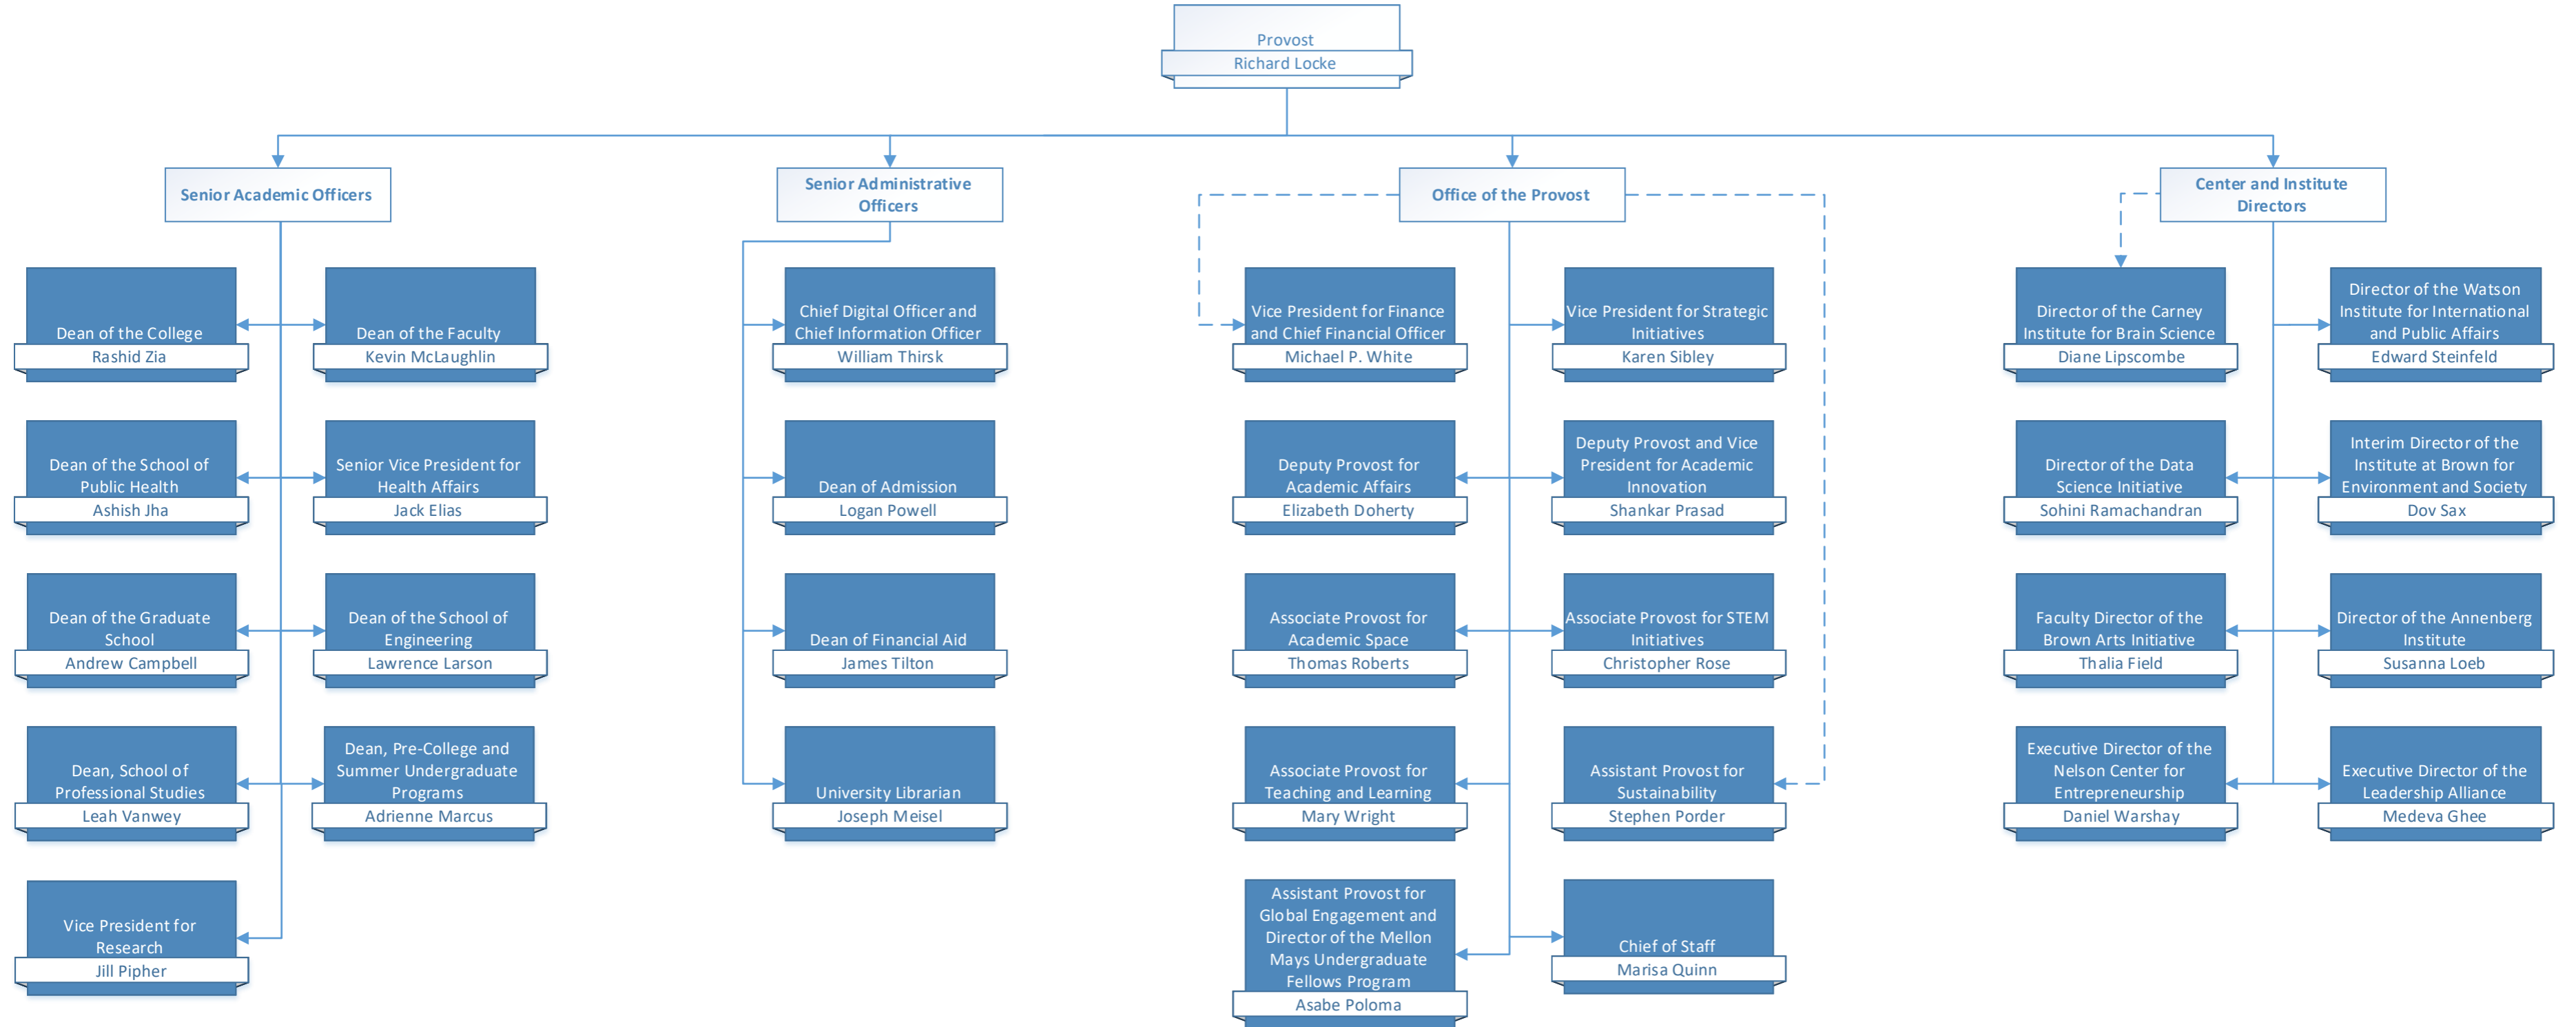 Provost
Richard Locke
Senior Academic Officers
Senior Administrative
Officers
Office of the Provost
Center and Institute
Directors
Dean of the College
Rashid Zia
Dean of the Faculty
Kevin McLaughlin
Dean of the School of
Public Health
Ashish Jha
Senior Vice President for
Health Affairs
Jack Elias
Dean of the Graduate
School
Andrew Campbell
Dean of the School of
Engineering
Lawrence Larson
Dean, School of
Professional Studies
Leah Vanwey
Dean, Pre-College and
Summer Undergraduate
Programs
Adrienne Marcus
Vice President for
Research
Jill Pipher
Chief Digital Officer and
Chief Information Officer
William Thirsk
Dean of Admission
Logan Powell
Dean of Financial Aid
James Tilton
University Librarian
Joseph Meisel
Vice President for Finance
and Chief Financial Officer
Michael P. White
Vice President for Strategic
Initiatives
Karen Sibley
Deputy Provost for
Academic Affairs
Elizabeth Doherty
Deputy Provost and Vice
President for Academic
Innovation
Shankar Prasad
Associate Provost for
Academic Space
Thomas Roberts
Associate Provost for STEM
Initiatives
Christopher Rose
Associate Provost for
Teaching and Learning
Mary Wright
Assistant Provost for
Sustainability
Stephen Porder
Assistant Provost for
Global Engagement and
Director of the Mellon
Mays Undergraduate
Fellows Program
Asabe Poloma
Chief of Staff
Marisa Quinn
Director of the Carney
Institute for Brain Science
Diane Lipscombe
Director of the Watson
Institute for International
and Public Affairs
Edward Steinfeld
Director of the Data
Science Initiative
Sohini Ramachandran
Interim Director of the
Institute at Brown for
Environment and Society
Dov Sax
Faculty Director of the
Brown Arts Initiative
Thalia Field
Director of the Annenberg
Institute
Susanna Loeb
Executive Director of the
Nelson Center for
Entrepreneurship
Daniel Warshay
Executive Director of the
Leadership Alliance
Medeva Ghee